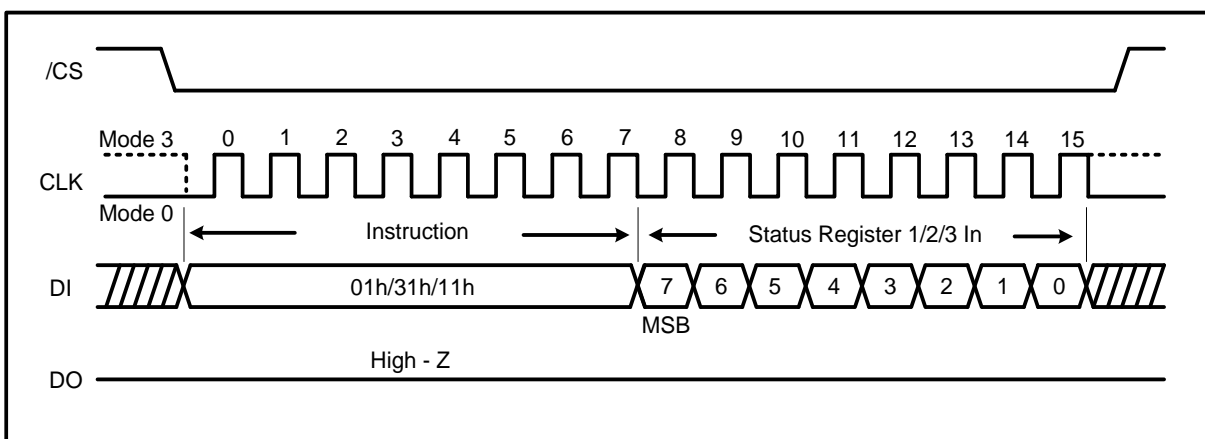 /CS
Mode 3 0 1 2 3 4 5 6 7 8 9 10 11 12 13 14 15
CLK
Mode 0
Instruction Status Register 1/2/3 In
DI 01h/31h/11h 7 6 5 4 3 2 1 0
MSB
High - Z
DO